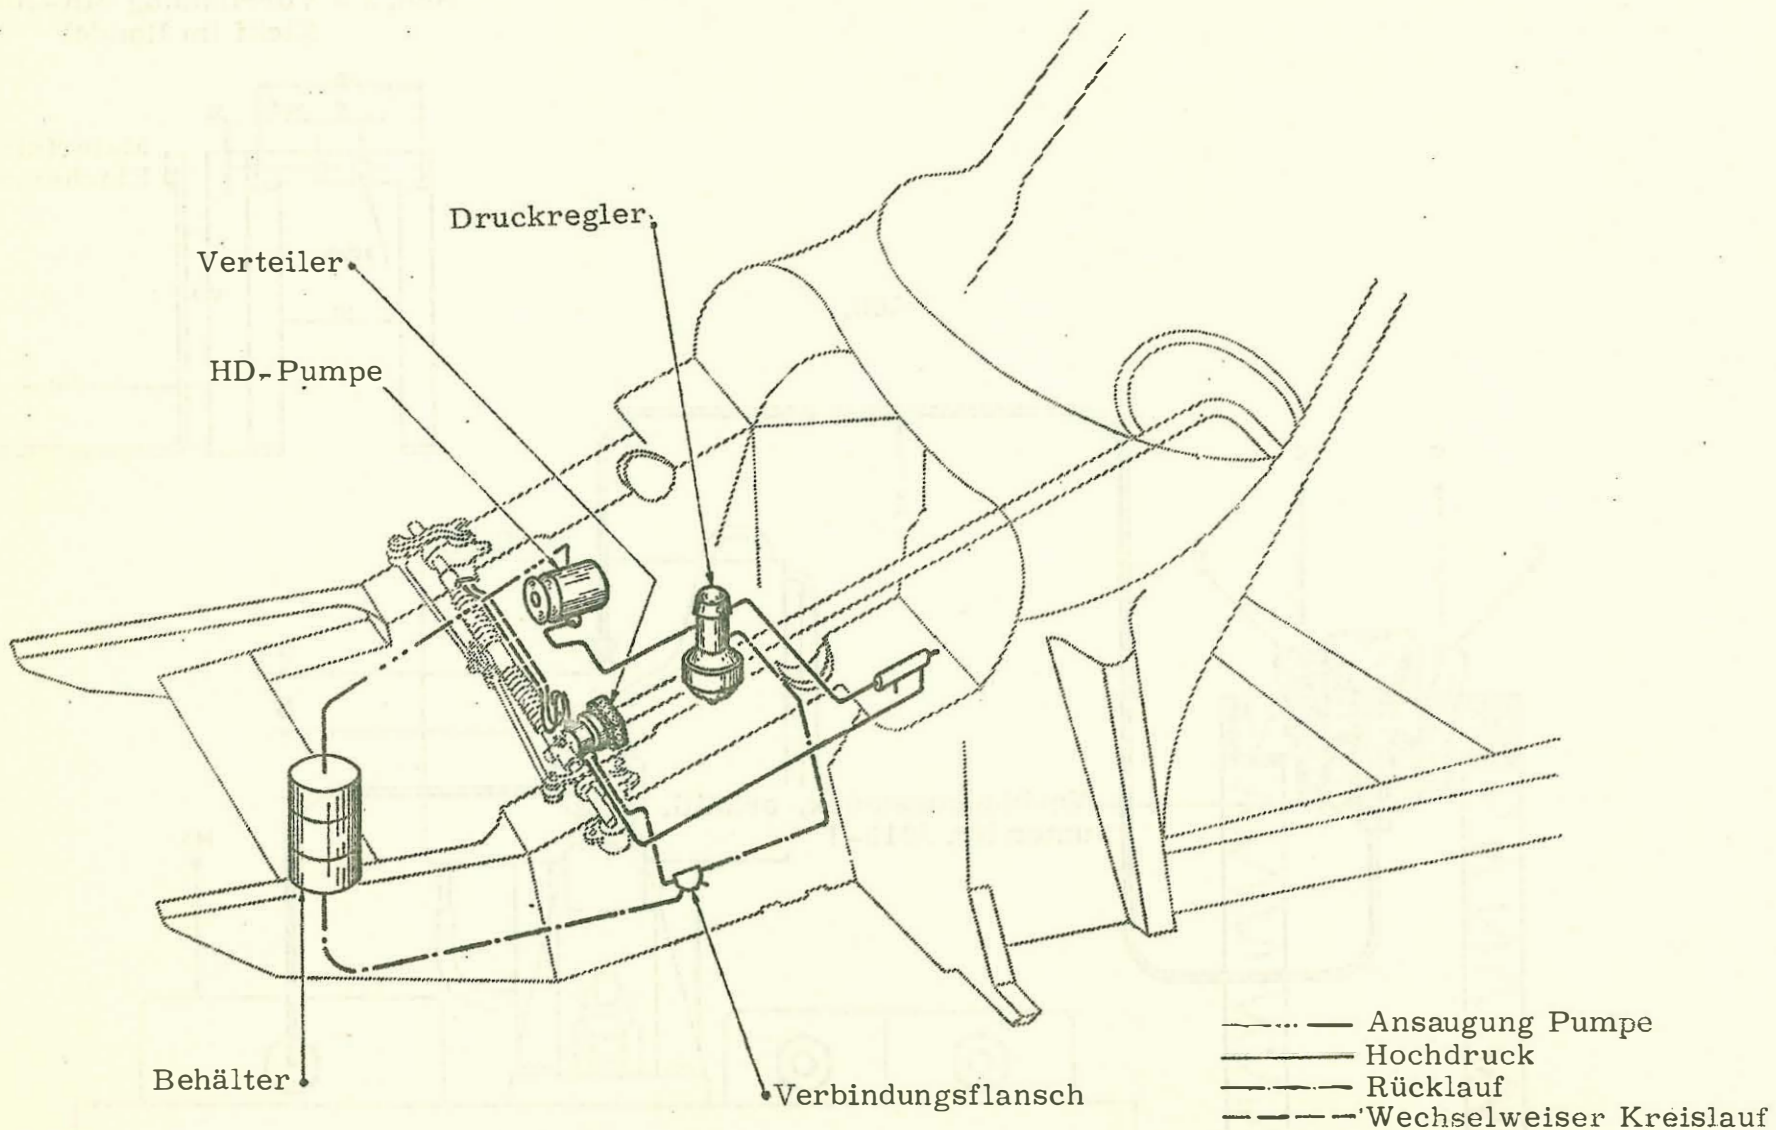 Druckregler
Verteiler
HD-Pumpe
Behälter
Verbindungsflansch
Ansaugung Pumpe
Hochdruck
Rücklauf
Wechselweiser Kreislauf